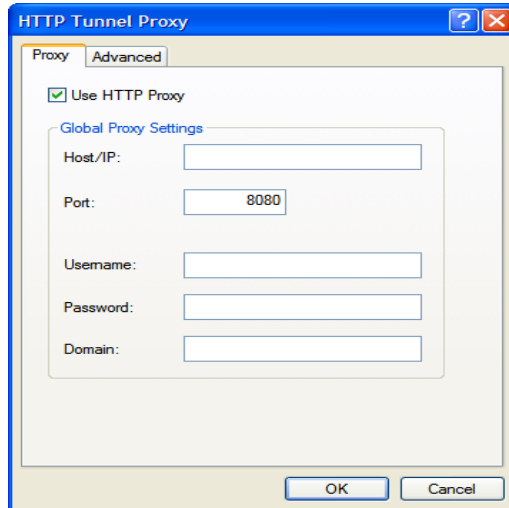 HTTP Tunnel Proxy
Proxy Advanced
Use HTTP Proxy
Global Proxy Settings
Host/IP:
Port: 8080
Username:
Password:
Domain:
OK Cancel